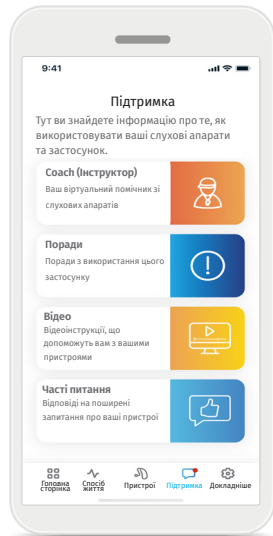 9:41
Підтримка
Тут ви знайдете інформацію про те, як
використовувати ваші слухові апарати
та застосунок.
Coach (Інструктор)
Ваш віртуальний помічник зі
слухових апаратів
Поради
Поради з використання цього
застосунку
Відео
Відеоінструкції, що
допоможуть вам з вашими
пристроями
Часті питання
Відповіді на поширені
запитання про ваші пристрої
Головна
сторінка
Спосіб
життя
Пристрої
Підтримка
Докладніше